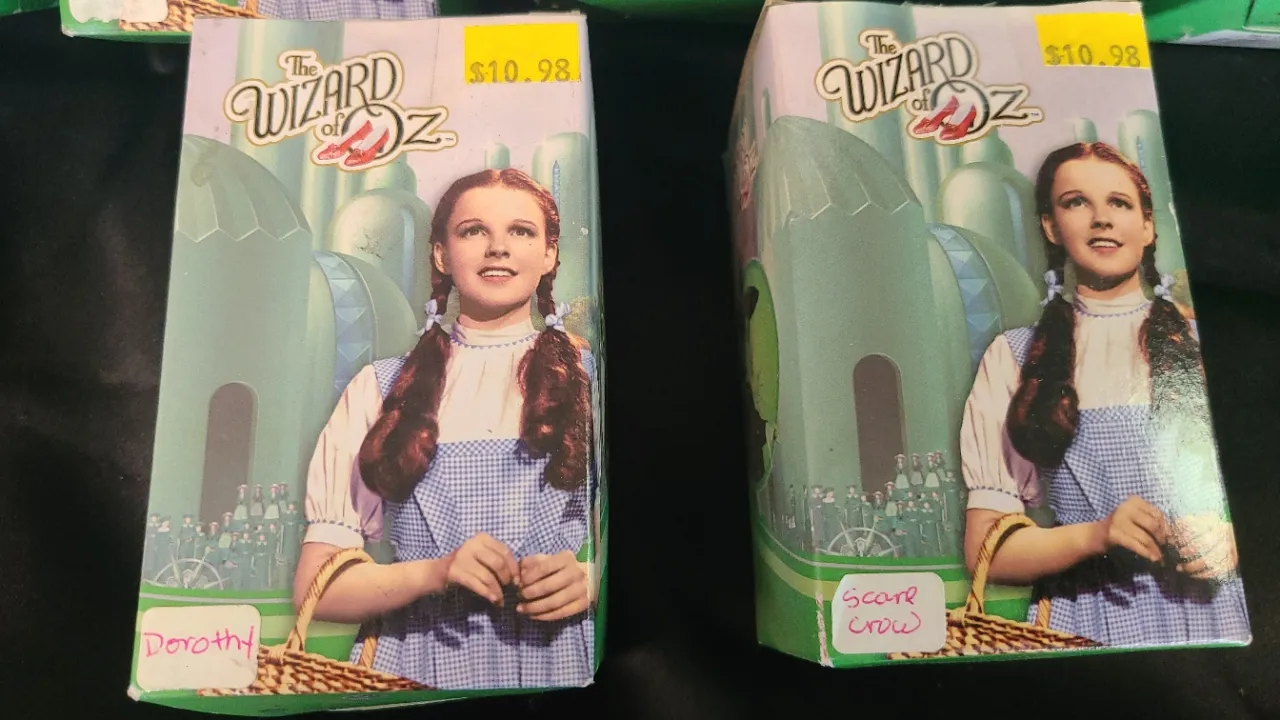 The
WIZARD
of OZ
$10.98
Dorothy
The
WIZARD
of OZ
$10.98
Scare
crow